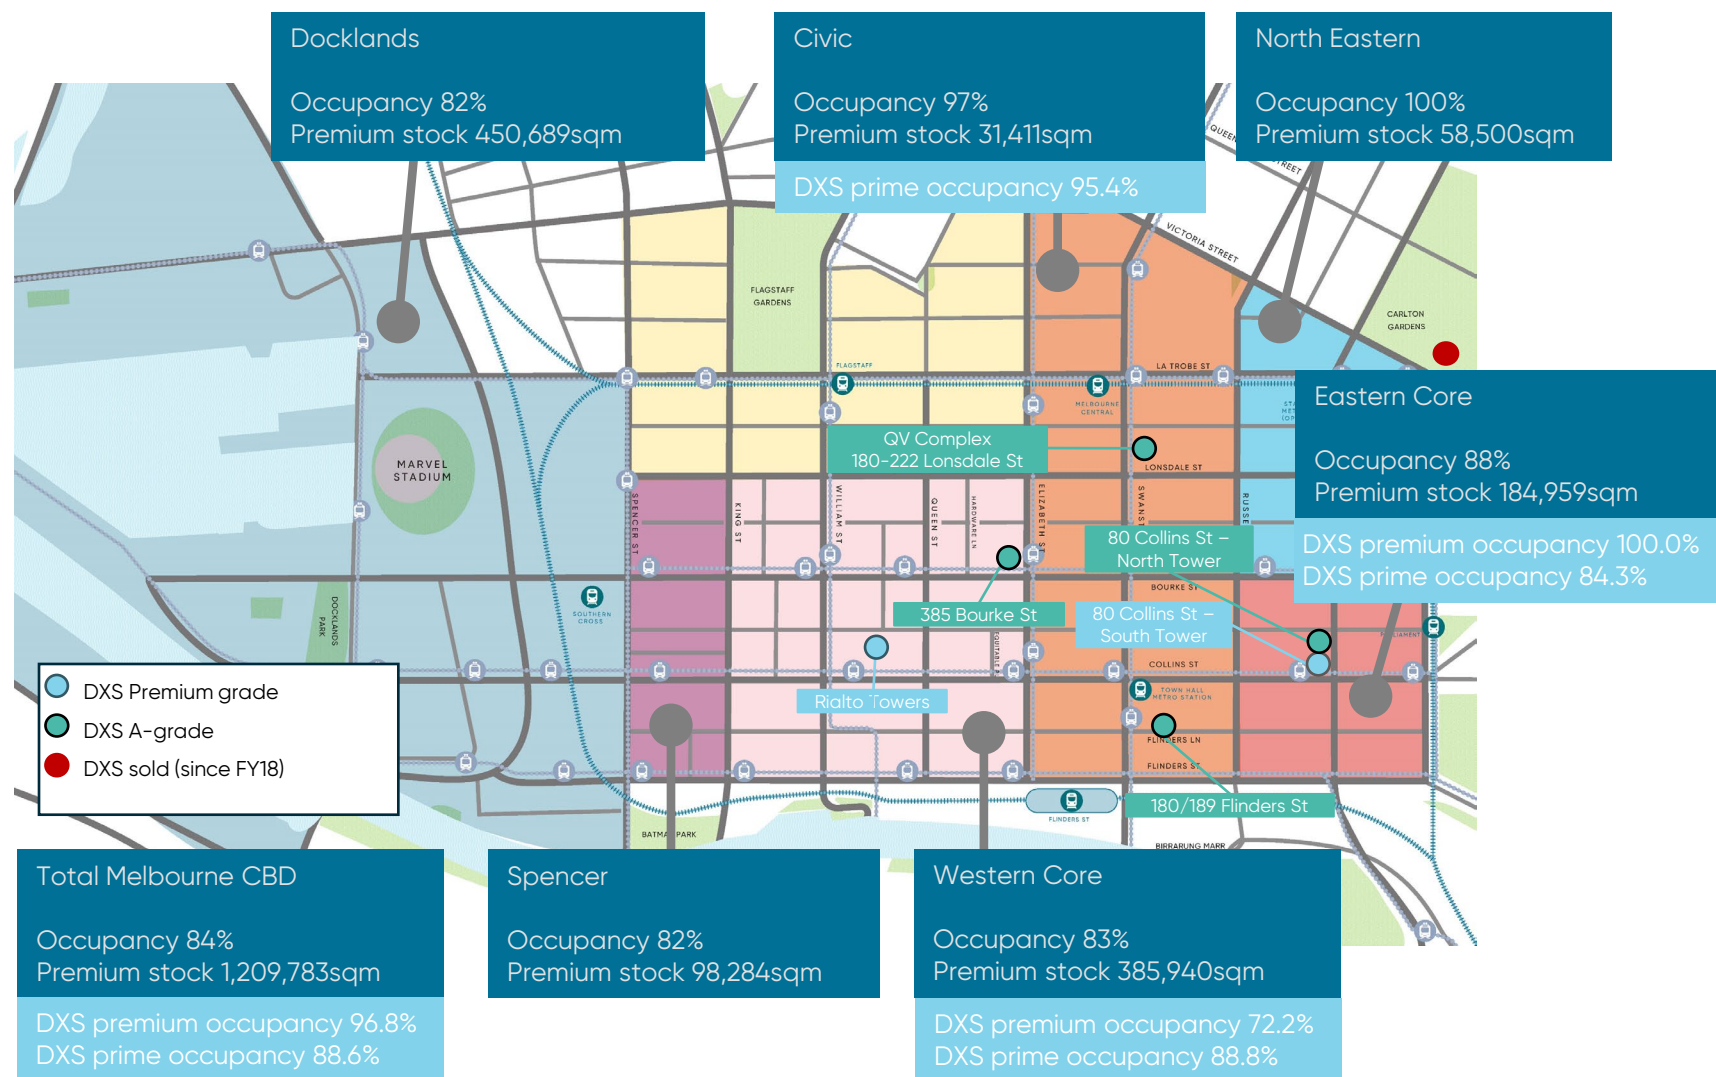 Docklands
Occupancy 82%
Premium stock 450,689sqm
Civic
Occupancy 97%
Premium stock 31,411sqm
DXS prime occupancy 95.4%
North Eastern
Occupancy 100%
Premium stock 58,500sqm
VICTORIA STREET
FLAGSTAFF
GARDENS
CARLTON
GARDENS
FLAGSTAFF
LA TROBE ST
MELBOURNE
CENTRAL
Eastern Core
Occupancy 88%
Premium stock 184,959sqm
DXS premium occupancy 100.0%
DXS prime occupancy 84.3%
QV Complex
180-222 Lonsdale St
LONSDALE ST
MARVEL
STADIUM
SPENCER ST
KING ST
WILLIAM ST
QUEEN ST
HARDWARE LN
ELIZABETH ST
80 Collins St –
North Tower
BOURKE ST
385 Bourke St
80 Collins St –
South Tower
SOUTHERN
CROSS
DOCKLANDS
PARK
COLLINS ST
TOWN HALL
METRO STATION
Rialto Towers
FLINDERS LN
FLINDERS ST
180/189 Flinders St
FLINDERS ST
BIRRARUNG MARR
DXS Premium grade
DXS A-grade
DXS sold (since FY18)
Total Melbourne CBD
Occupancy 84%
Premium stock 1,209,783sqm
DXS premium occupancy 96.8%
DXS prime occupancy 88.6%
Spencer
Occupancy 82%
Premium stock 98,284sqm
Western Core
Occupancy 83%
Premium stock 385,940sqm
DXS premium occupancy 72.2%
DXS prime occupancy 88.8%